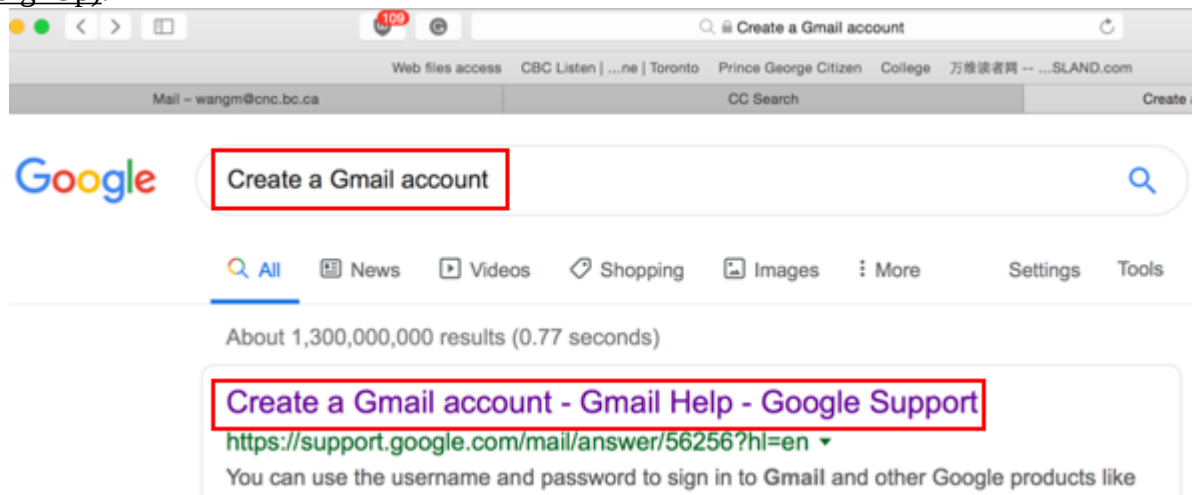 109
Create a Gmail account
Web files access CBC Listen | ...ne | Toronto Prince George Citizen College 万维读者网 -- ...SLAND.com
Mail – wangm@cnc.bc.ca CC Search Create
Google Create a Gmail account
All News Videos Shopping Images More Settings Tools
About 1,300,000,000 results (0.77 seconds)
Create a Gmail account - Gmail Help - Google Support
https://support.google.com/mail/answer/56256?hl=en
You can use the username and password to sign in to Gmail and other Google products like